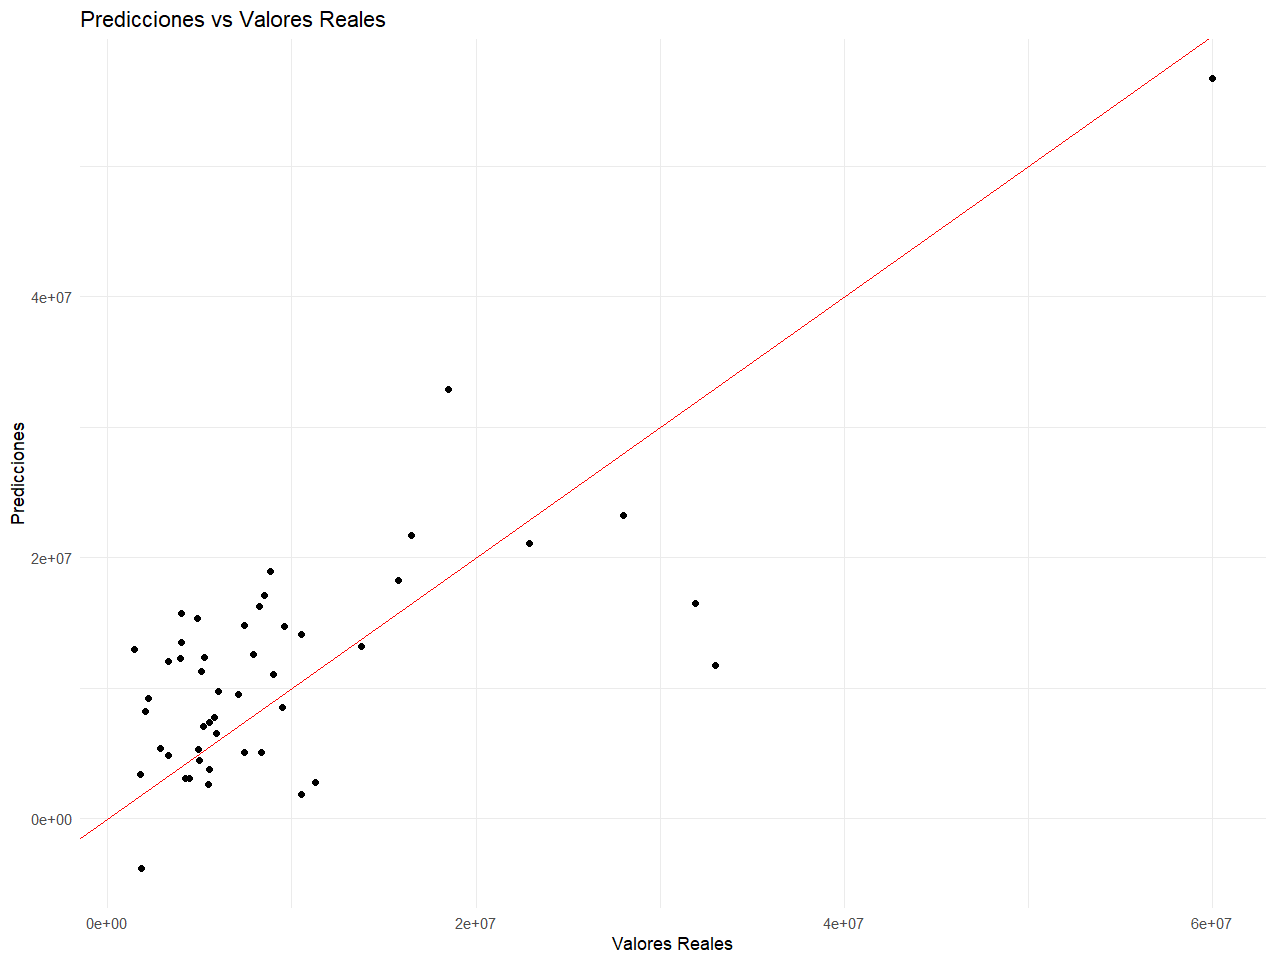 Predicciones vs Valores Reales
Predicciones
4e+07
2e+07
0e+00
0e+00 2e+07 4e+07 6e+07
Valores Reales